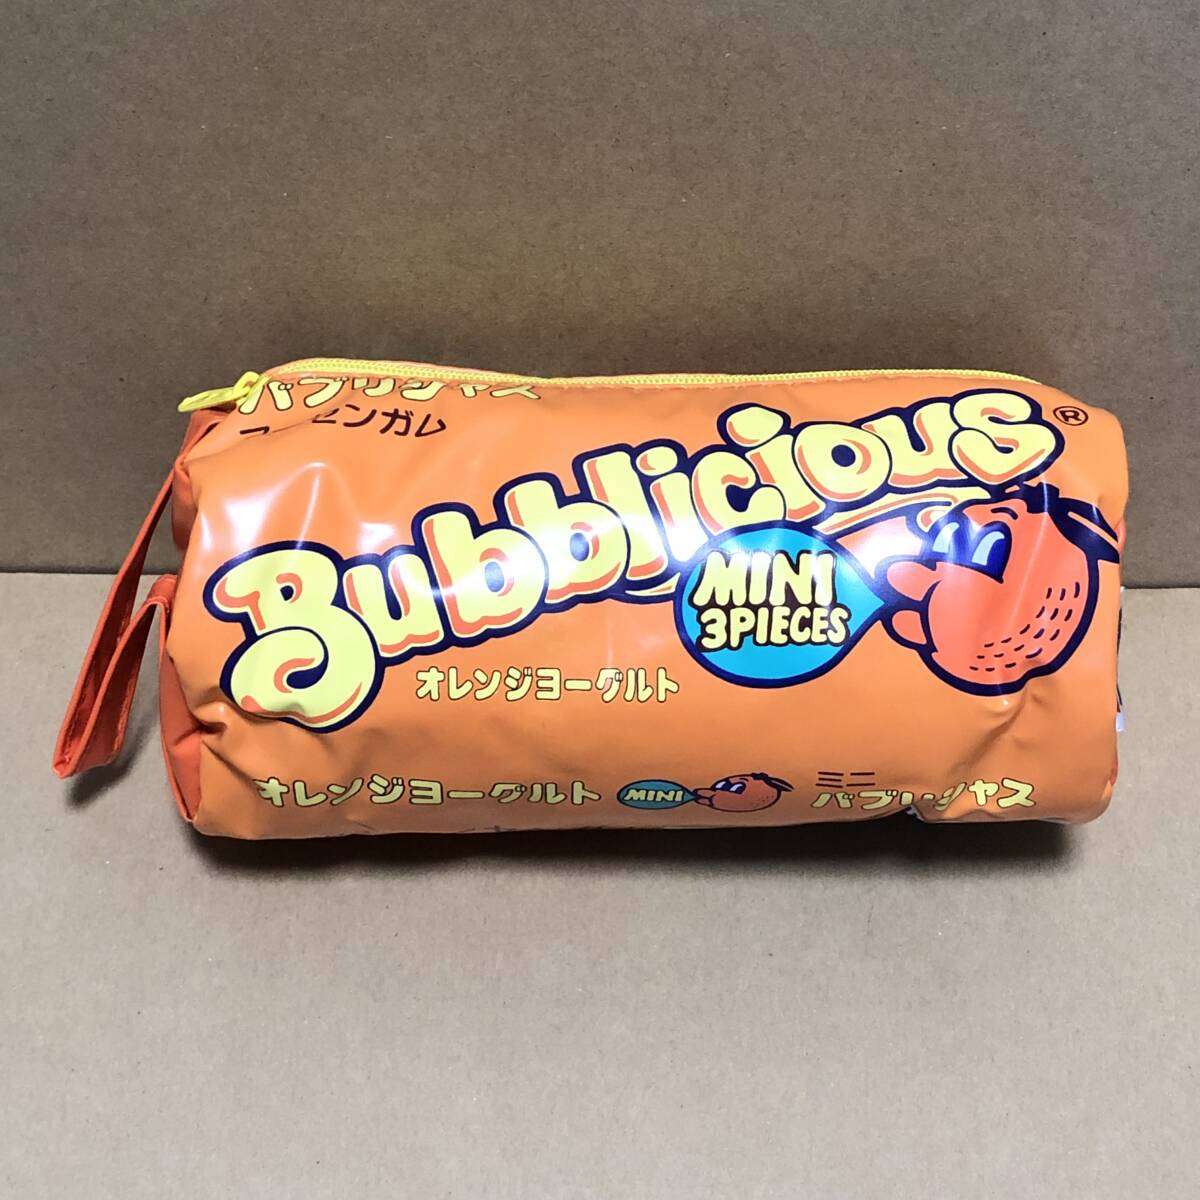 バブリシャス
フーセンガム
Bubblicious®
MINI
3PIECES
オレンジヨーグルト
オレンジヨーグルト MINI ミニ
バブリシャス